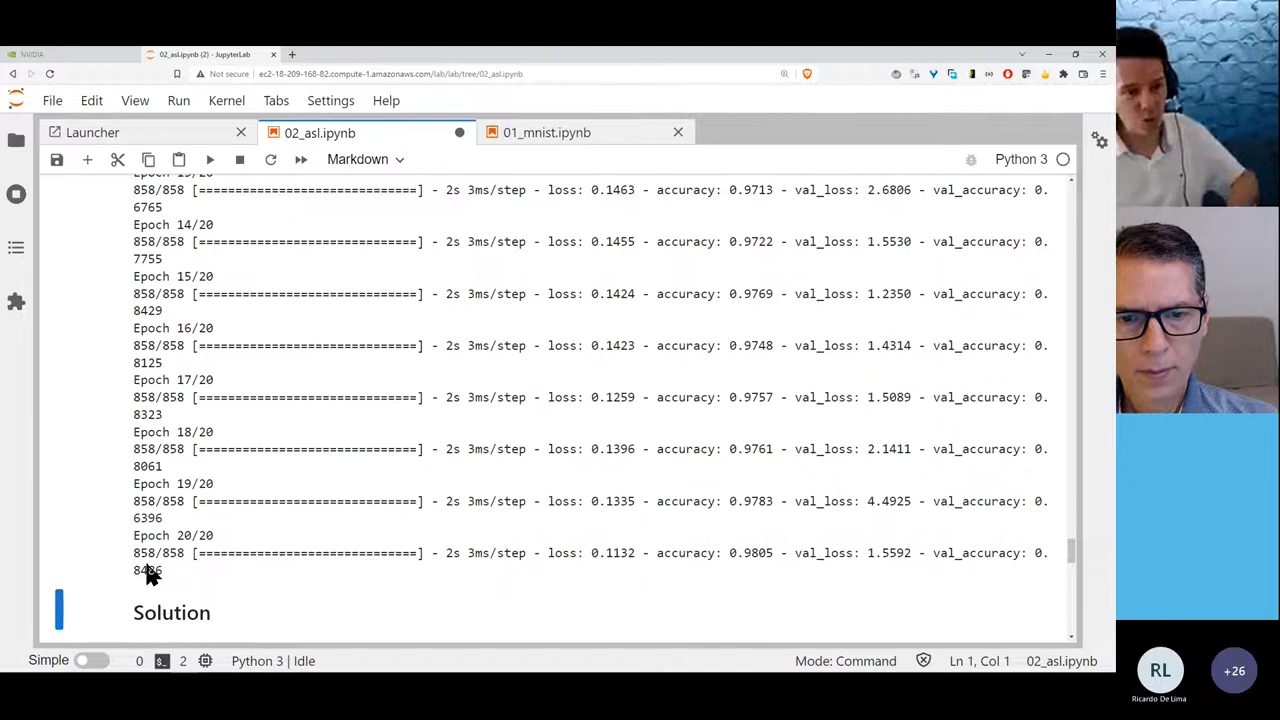 NVIDIA
02_asl.ipynb (2) - JupyterLab
Not secure
ec2-18-209-168-82.compute-1.amazonaws.com/lab/lab/tree/02_asl.ipynb
File Edit View Run Kernel Tabs Settings Help
Launcher
02_asl.ipynb
01_mnist.ipynb
Markdown
Python 3
858/858 [==============================] - 2s 3ms/step - loss: 0.1463 - accuracy: 0.9713 - val_loss: 2.6806 - val_accuracy: 0.
6765
Epoch 14/20
858/858 [==============================] - 2s 3ms/step - loss: 0.1455 - accuracy: 0.9722 - val_loss: 1.5530 - val_accuracy: 0.
7755
Epoch 15/20
858/858 [==============================] - 2s 3ms/step - loss: 0.1424 - accuracy: 0.9769 - val_loss: 1.2350 - val_accuracy: 0.
8429
Epoch 16/20
858/858 [==============================] - 2s 3ms/step - loss: 0.1423 - accuracy: 0.9748 - val_loss: 1.4314 - val_accuracy: 0.
8125
Epoch 17/20
858/858 [==============================] - 2s 3ms/step - loss: 0.1259 - accuracy: 0.9757 - val_loss: 1.5089 - val_accuracy: 0.
8323
Epoch 18/20
858/858 [==============================] - 2s 3ms/step - loss: 0.1396 - accuracy: 0.9761 - val_loss: 2.1411 - val_accuracy: 0.
8061
Epoch 19/20
858/858 [==============================] - 2s 3ms/step - loss: 0.1335 - accuracy: 0.9783 - val_loss: 4.4925 - val_accuracy: 0.
6396
Epoch 20/20
858/858 [==============================] - 2s 3ms/step - loss: 0.1132 - accuracy: 0.9805 - val_loss: 1.5592 - val_accuracy: 0.
Solution
Simple 0 2 Python 3 | Idle
Mode: Command Ln 1, Col 1 02_asl.ipynb
RL
Ricardo De Lima
+26